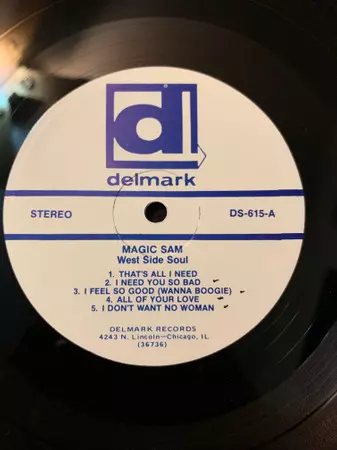 d
delmark
STEREO DS-615-A
MAGIC SAM
West Side Soul
1. THAT'S ALL I NEED
2. I NEED YOU SO BAD
3. I FEEL SO GOOD (WANNA BOOGIE)
4. ALL OF YOUR LOVE
5. I DON'T WANT NO WOMAN
DELMARK RECORDS
4243 N. Lincoln—Chicago, IL.
(36736)